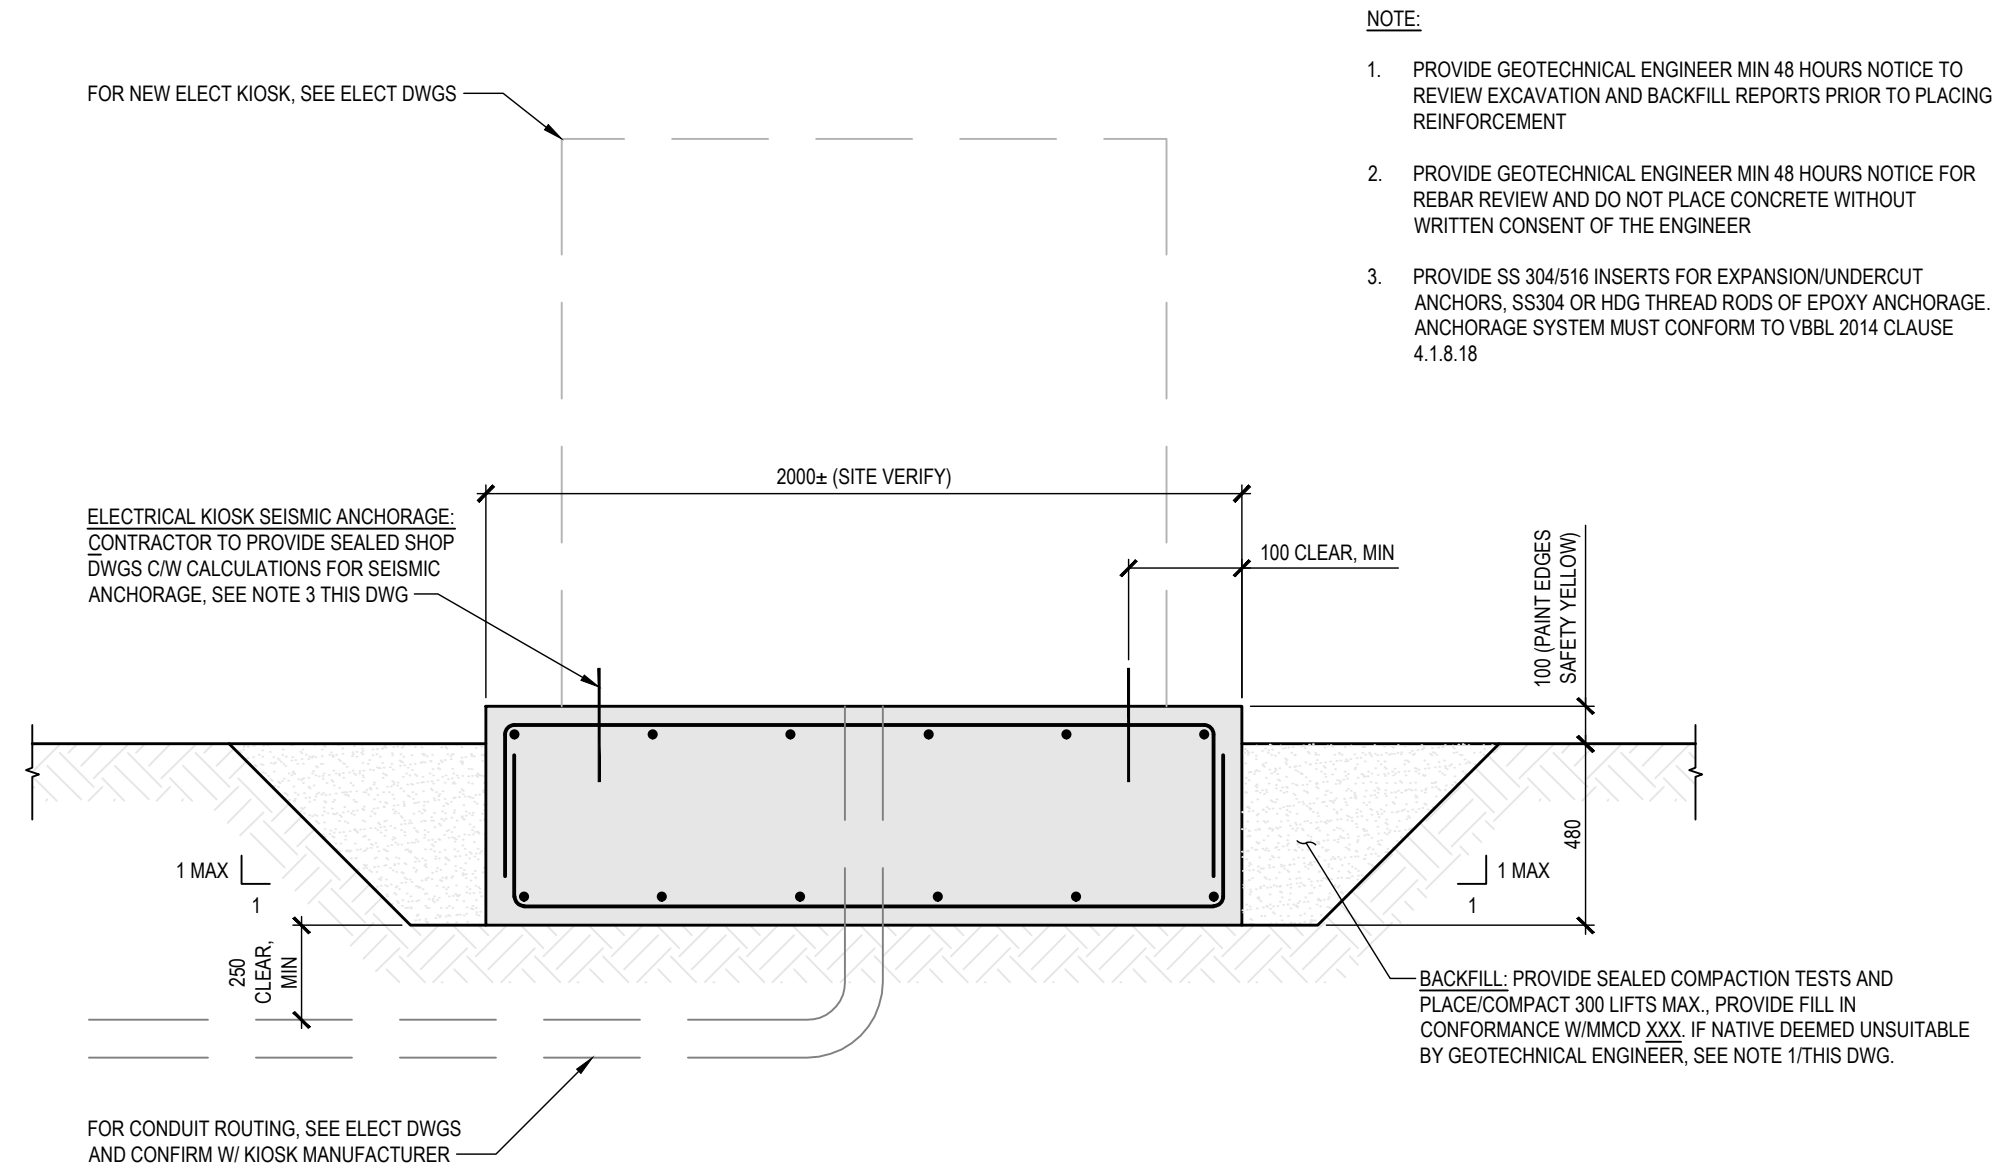 NOTE:
1. PROVIDE GEOTECHNICAL ENGINEER MIN 48 HOURS NOTICE TO
REVIEW EXCAVATION AND BACKFILL REPORTS PRIOR TO PLACING
REINFORCEMENT
2. PROVIDE GEOTECHNICAL ENGINEER MIN 48 HOURS NOTICE FOR
REBAR REVIEW AND DO NOT PLACE CONCRETE WITHOUT
WRITTEN CONSENT OF THE ENGINEER
3. PROVIDE SS 304/516 INSERTS FOR EXPANSION/UNDERCUT
ANCHORS, SS304 OR HDG THREAD RODS OF EPOXY ANCHORAGE.
ANCHORAGE SYSTEM MUST CONFORM TO VBBL 2014 CLAUSE
4.1.8.18
FOR NEW ELECT KIOSK, SEE ELECT DWGS
2000± (SITE VERIFY)
ELECTRICAL KIOSK SEISMIC ANCHORAGE:
CONTRACTOR TO PROVIDE SEALED SHOP
DWGS C/W CALCULATIONS FOR SEISMIC
ANCHORAGE, SEE NOTE 3 THIS DWG
100 CLEAR, MIN
100 (PAINT EDGES
SAFETY YELLOW)
480
1 MAX
1
1 MAX
1
250
CLEAR,
MIN
BACKFILL: PROVIDE SEALED COMPACTION TESTS AND
PLACE/COMPACT 300 LIFTS MAX., PROVIDE FILL IN
CONFORMANCE W/MMCD XXX. IF NATIVE DEEMED UNSUITABLE
BY GEOTECHNICAL ENGINEER, SEE NOTE 1/THIS DWG.
FOR CONDUIT ROUTING, SEE ELECT DWGS
AND CONFIRM W/ KIOSK MANUFACTURER